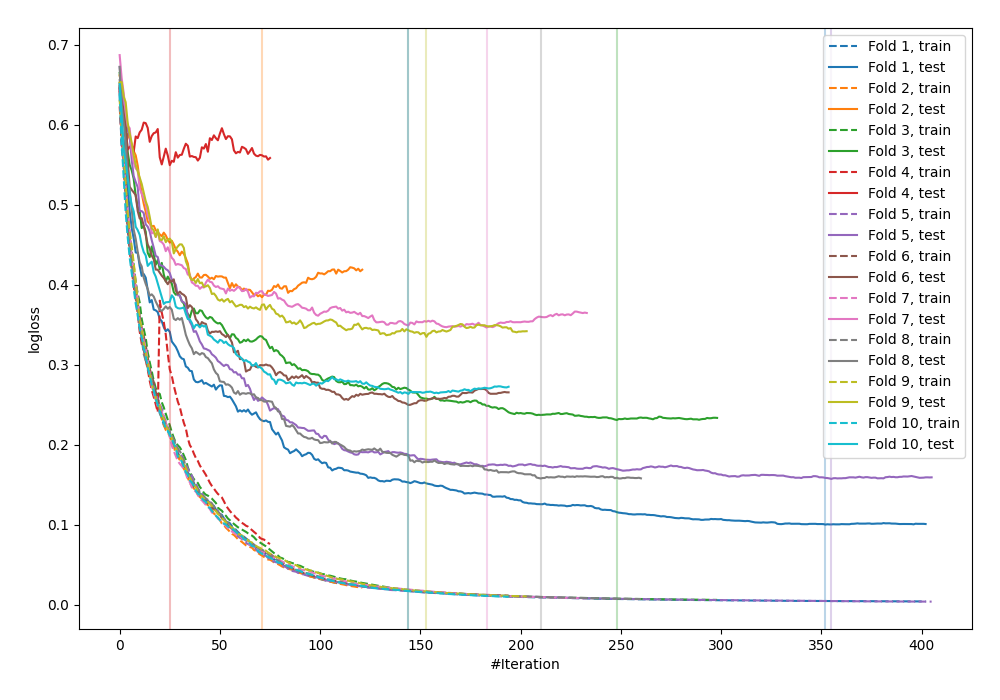 0.7
0.6
0.5
0.4
0.3
0.2
0.1
0.0
logloss
0
50
100
150
200
250
300
350
400
#Iteration
Fold 1, train
Fold 1, test
Fold 2, train
Fold 2, test
Fold 3, train
Fold 3, test
Fold 4, train
Fold 4, test
Fold 5, train
Fold 5, test
Fold 6, train
Fold 6, test
Fold 7, train
Fold 7, test
Fold 8, train
Fold 8, test
Fold 9, train
Fold 9, test
Fold 10, train
Fold 10, test